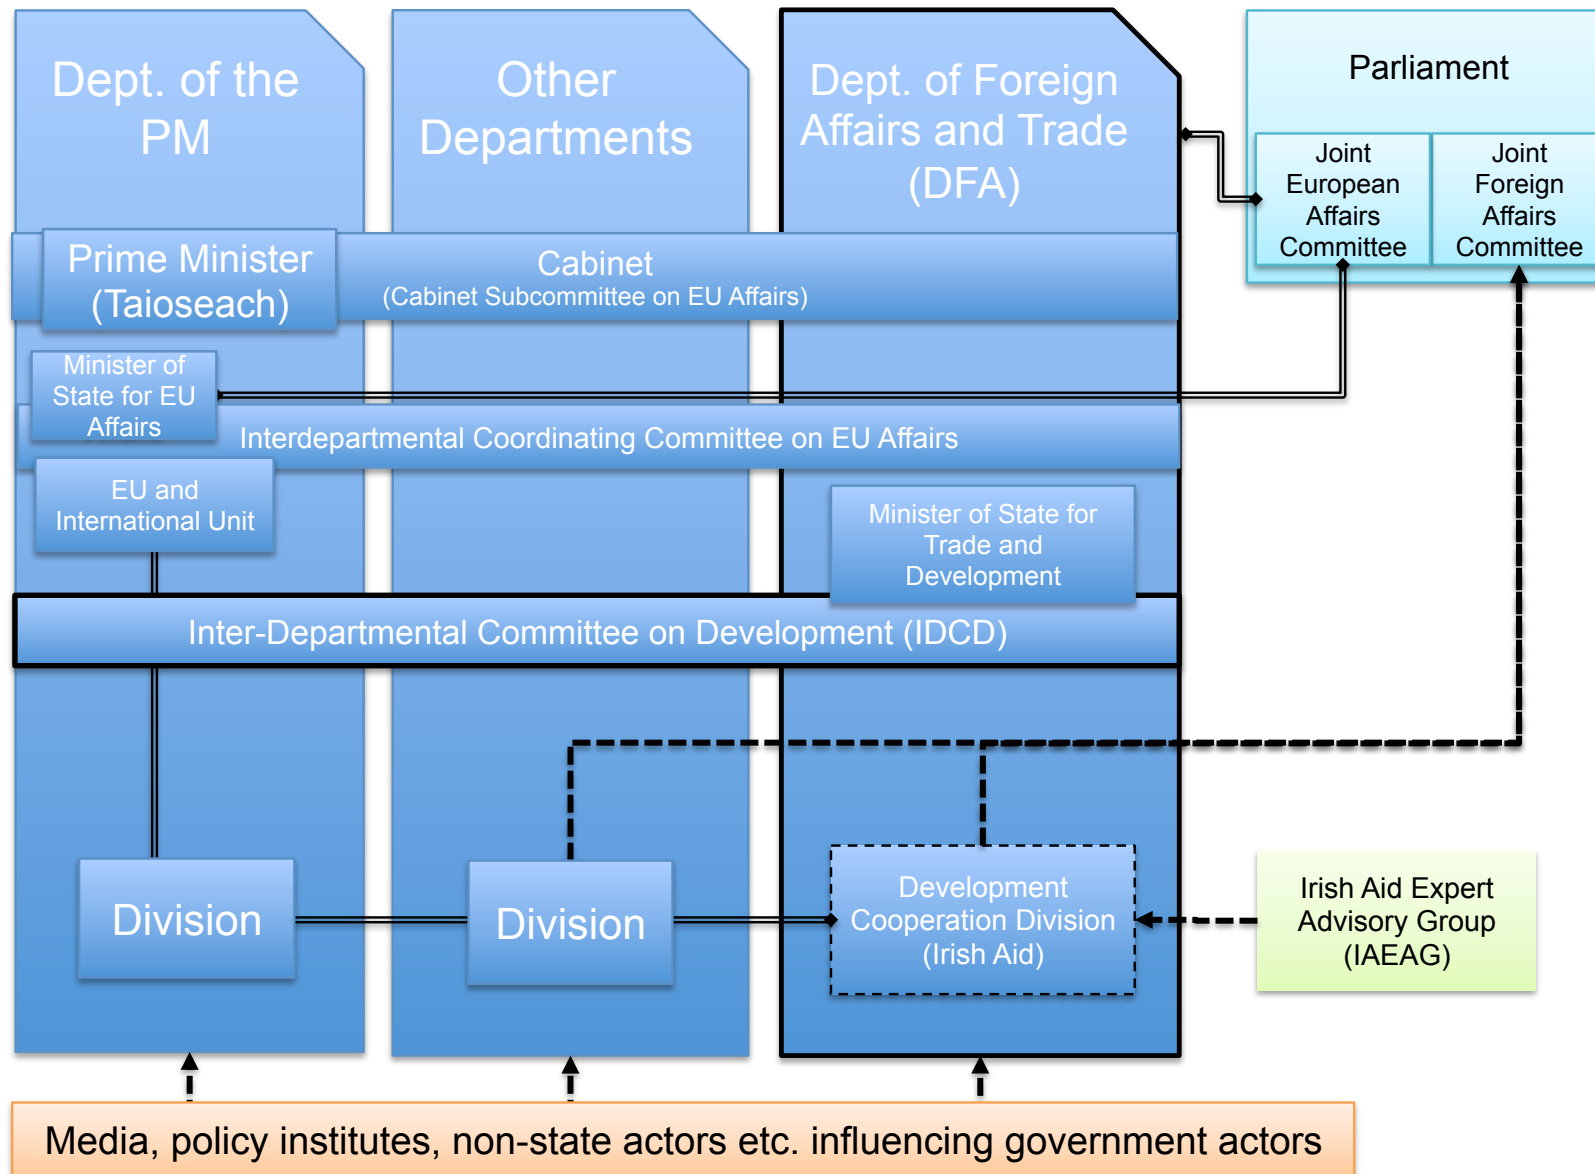 Dept. of the
PM
Other
Departments
Dept. of Foreign
Affairs and Trade
(DFA)
Parliament
Joint
European
Affairs
Committee
Joint
Foreign
Affairs
Committee
Prime Minister
(Taioseach)
Cabinet
(Cabinet Subcommittee on EU Affairs)
Minister of
State for EU
Affairs
Interdepartmental Coordinating Committee on EU Affairs
EU and
International Unit
Minister of State for
Trade and
Development
Inter-Departmental Committee on Development (IDCD)
Division
Division
Development
Cooperation Division
(Irish Aid)
Irish Aid Expert
Advisory Group
(IAEAG)
Media, policy institutes, non-state actors etc. influencing government actors